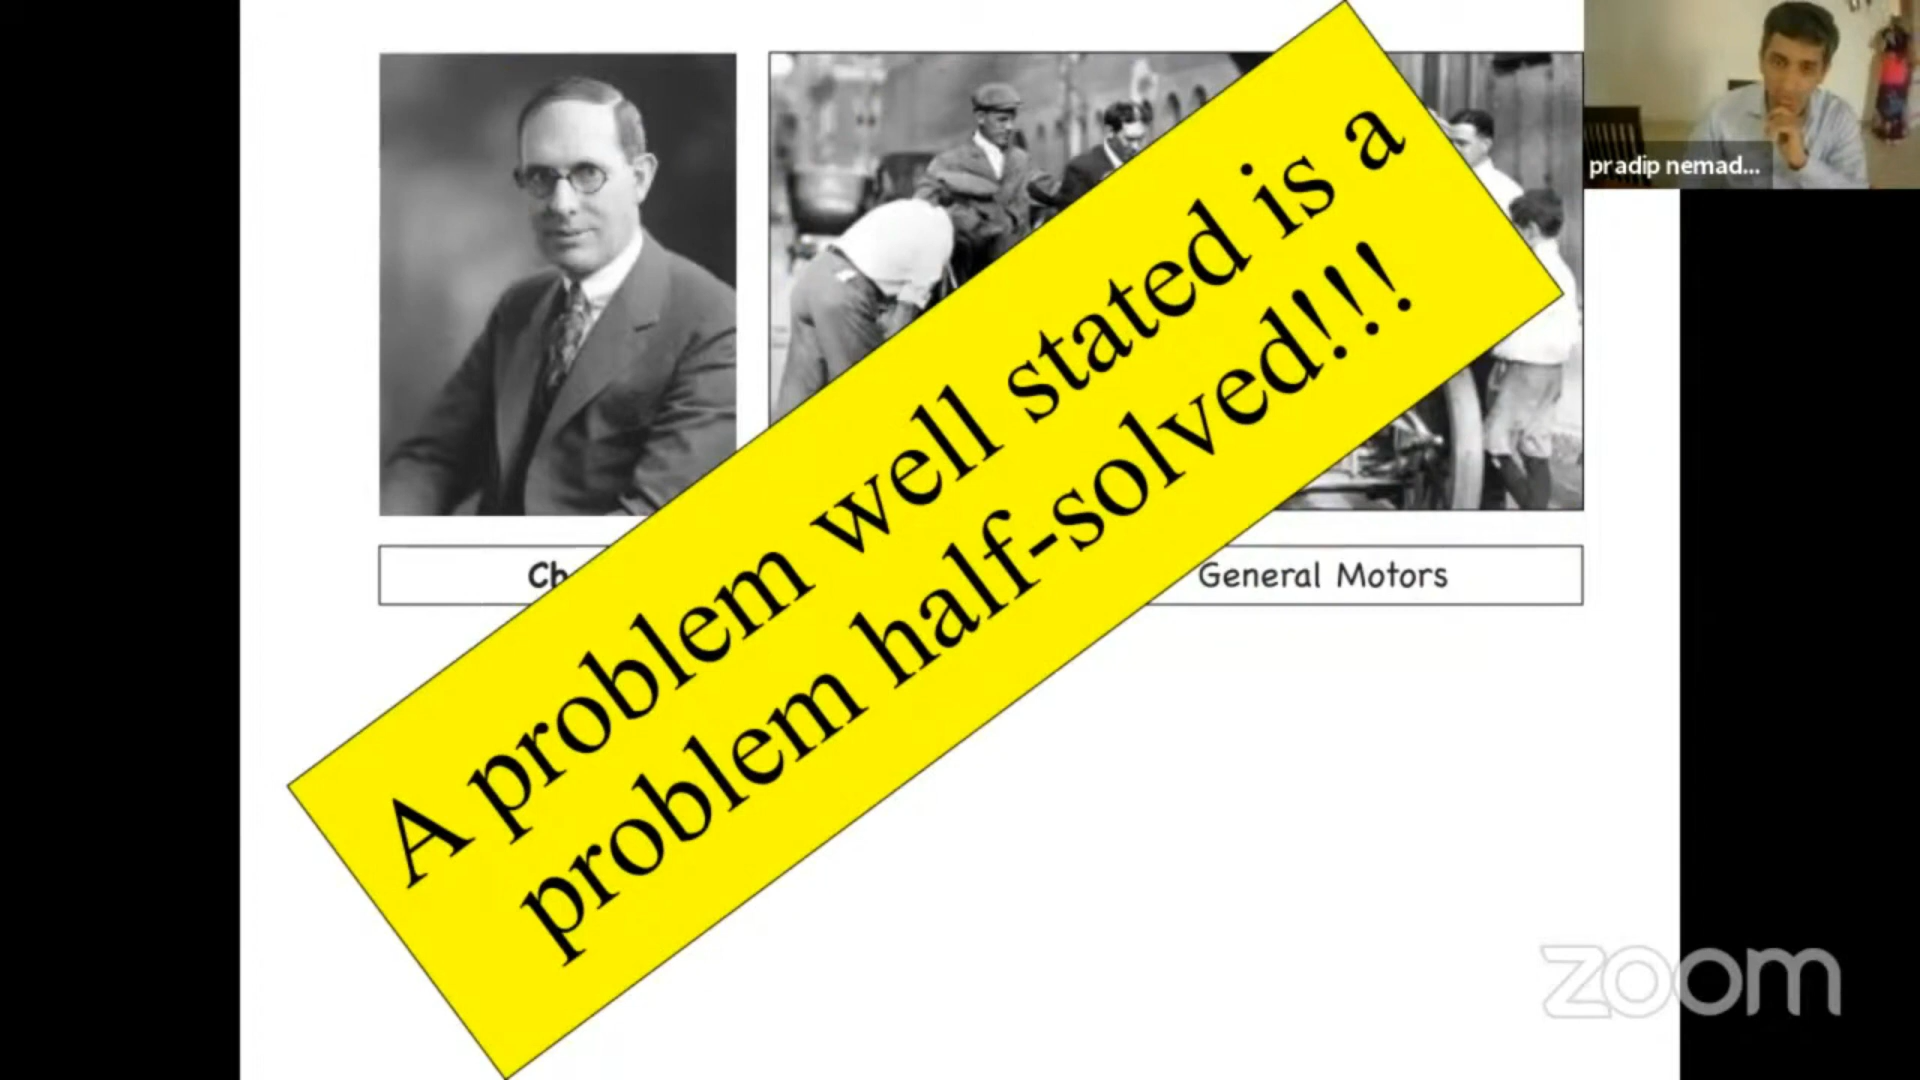 A problem well stated is a
problem half-solved!!!
Ch
General Motors
pradip nemad...
zoom